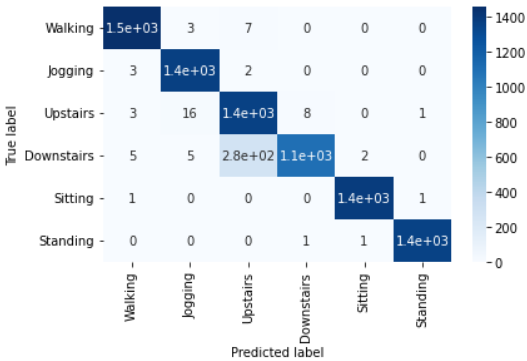 Walking 1.5e+03 3 7 0 0 0
Jogging 3 1.4e+03 2 0 0 0
Upstairs 3 16 1.4e+03 8 0 1
Downstairs 5 5 2.8e+02 1.1e+03 2 0
Sitting 1 0 0 0 1.4e+03 1
Standing 0 0 0 1 1 1.4e+03
True label
Walking Jogging Upstairs Downstairs Sitting Standing
Predicted label
1400
1200
1000
800
600
400
200
0